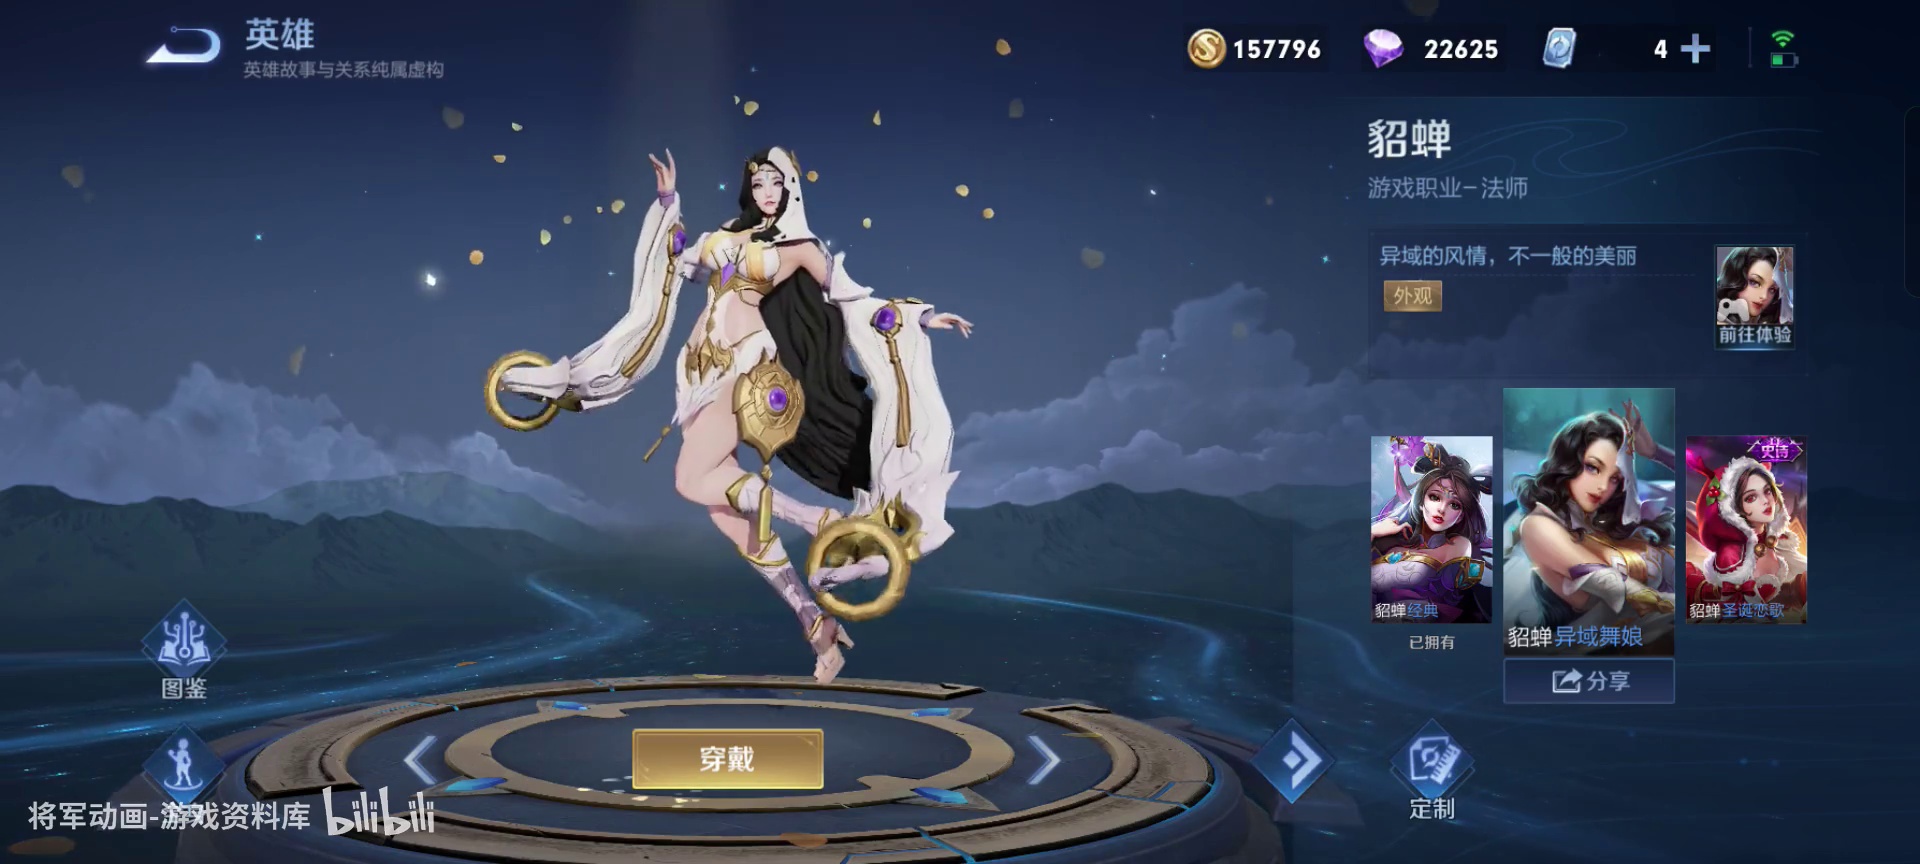 英雄
英雄故事与关系纯属虚构
157796
22625
4
貂蝉
游戏职业-法师
异域的风情，不一般的美丽
外观
前往体验
史诗
貂蝉经典
貂蝉异域舞娘
貂蝉圣诞恋歌
已拥有
分享
图鉴
穿戴
定制
将军动画-游戏资料库 bilibili